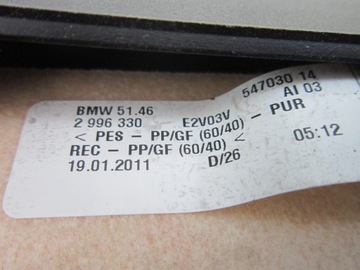 547030 14
BMW 51.46 AI 03
2 996 330 E2V03V
< PES - PP/GF (60/40) - PUR
REC - PP/GF (60/40) < 05:12
19.01.2011 D/26